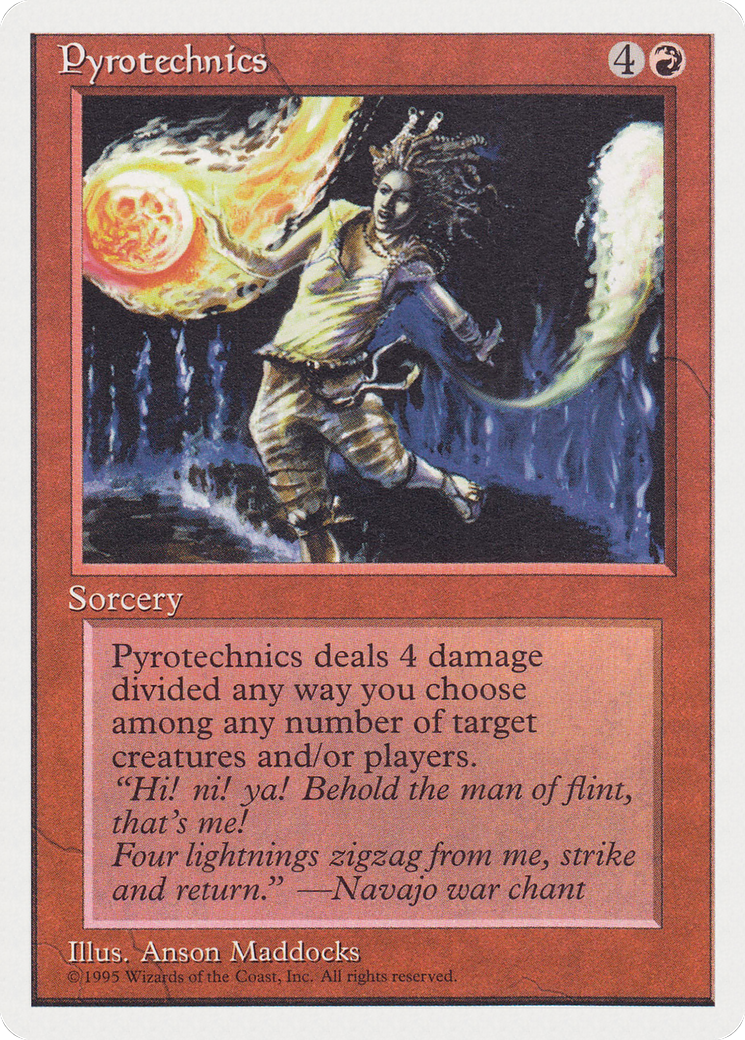 Pyrotechnics 4
Sorcery
Pyrotechnics deals 4 damage
divided any way you choose
among any number of target
creatures and/or players.
“Hi! ni! ya! Behold the man of flint,
that’s me!
Four lightnings zigzag from me, strike
and return.” —Navajo war chant
Illus. Anson Maddocks
©1995 Wizards of the Coast, Inc. All rights reserved.